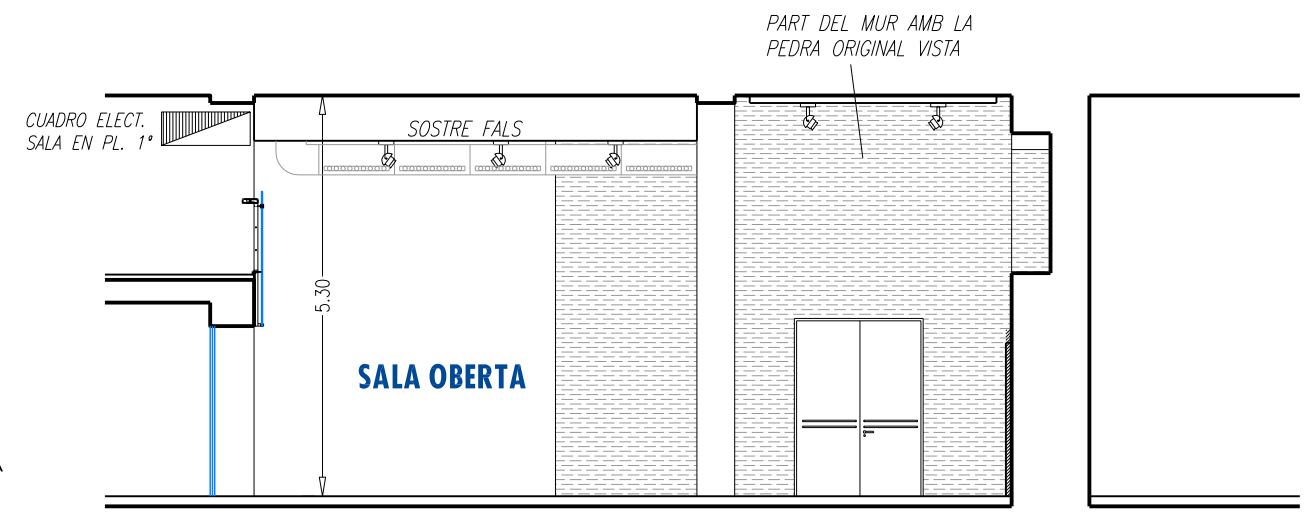 PART DEL MUR AMB LA
PEDRA ORIGINAL VISTA
CUADRO ELECT.
SALA EN PL. 1ª
SOSTRE FALS
5.30
SALA OBERTA